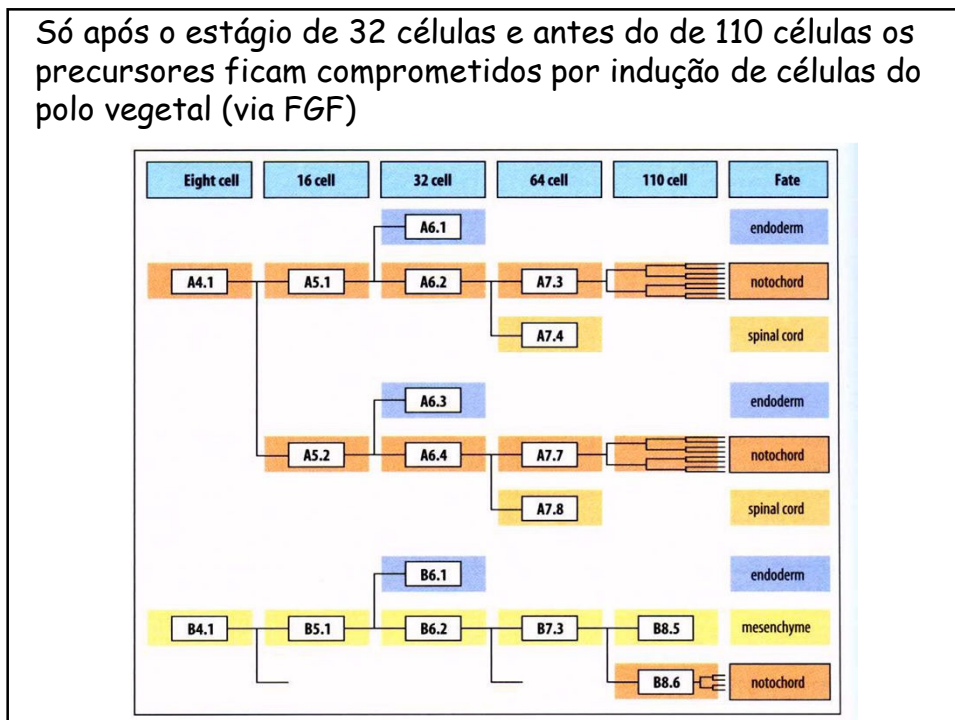 Só após o estágio de 32 células e antes do de 110 células os
precursores ficam comprometidos por indução de células do
polo vegetal (via FGF)
Eight cell 16 cell 32 cell 64 cell 110 cell Fate
A6.1 endoderm
A4.1 A5.1 A6.2 A7.3 notochord
A7.4 spinal cord
A6.3 endoderm
A5.2 A6.4 A7.7 notochord
A7.8 spinal cord
B6.1 endoderm
B4.1 B5.1 B6.2 B7.3 B8.5 mesenchyme
B8.6 notochord